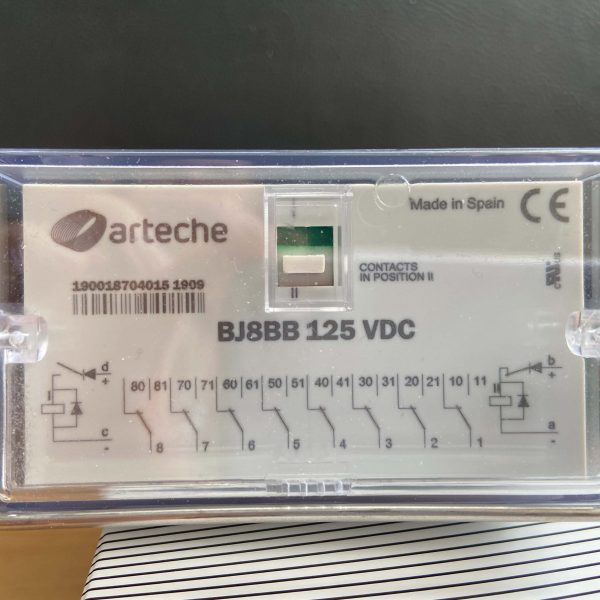 arteche
Made in Spain
CE
190018704015 1909
I
II
CONTACTS
IN POSITION II
BJ8BB 125 VDC
d
+
I
c
-
80 81 70 71 60 61 50 51 40 41 30 31 20 21 10 11
8 7 6 5 4 3 2 1
b
+
II
a
-